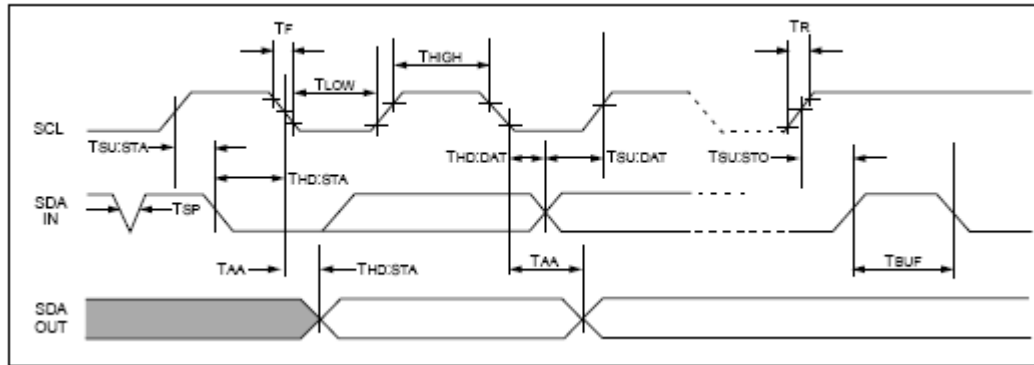 TF
TR
THIGH
TLOW
SCL
TSU:STA
THD:DAT
TSU:DAT
TSU:STO
THD:STA
SDA
IN
TSP
TAA
THD:STA
TAA
TBUF
SDA
OUT